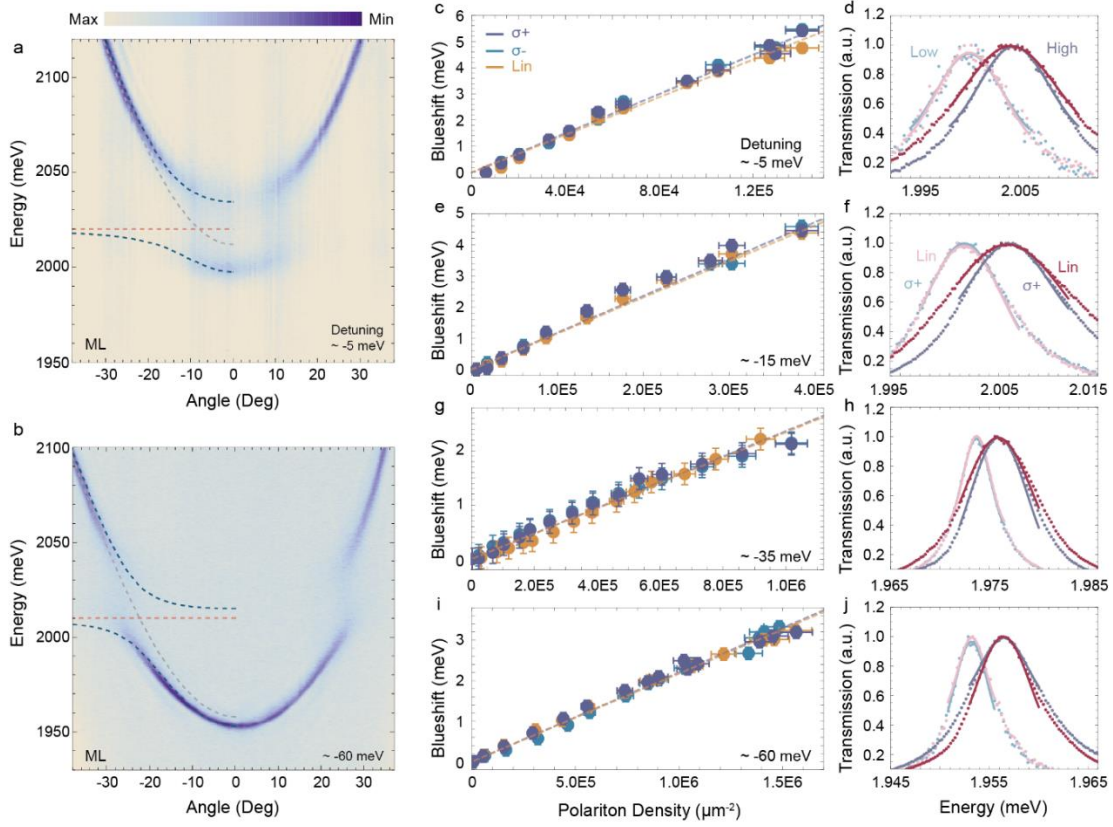 Max Min
a
2100
2050
2000
1950
Energy (meV)
ML
Detuning
~ -5 meV
-30 -20 -10 0 10 20 30
Angle (Deg)
b
2100
2050
2000
1950
Energy (meV)
ML
~ -60 meV
-30 -20 -10 0 10 20 30
Angle (Deg)
c
6
5
4
3
2
1
0
Blueshift (meV)
σ+
σ-
Lin
Detuning
~ -5 meV
0 4.0E4 8.0E4 1.2E5
d
1.2
1.0
0.8
1.0
0.4
0.2
Transmission (a.u.)
Low High
1.995 2.005
e
5
4
3
2
1
0
Blueshift (meV)
~ -15 meV
0 1.0E5 2.0E5 3.0E5 4.0E5
f
1.2
1.0
0.8
1.0
0.4
0.2
Transmission (a.u.)
Lin Lin
σ+ σ+
1.995 2.005 2.015
g
2
1
0
Blueshift (meV)
~ -35 meV
0 2.0E5 4.0E5 6.0E5 8.0E5 1.0E6
h
1.2
1.0
0.8
1.0
0.4
0.2
Transmission (a.u.)
1.965 1.975 1.985
i
3
2
1
0
Blueshift (meV)
~ -60 meV
0 5.0E5 1.0E6 1.5E6
Polariton Density (μm⁻²)
j
1.2
1.0
0.8
1.0
0.4
0.2
Transmission (a.u.)
1.945 1.955 1.965
Energy (meV)